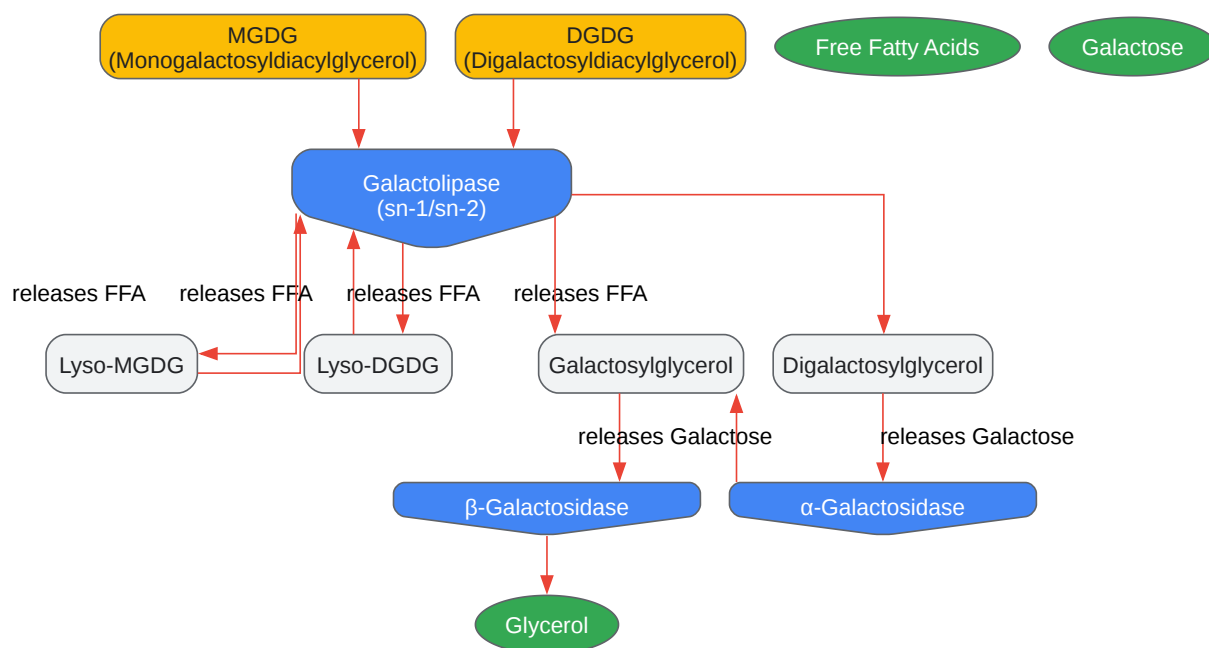 MGDG
(Monogalactosyldiacylglycerol)
DGDG
(Digalactosyldiacylglycerol)
Free Fatty Acids
Galactose
Galactolipase
(sn-1/sn-2)
releases FFA
releases FFA
releases FFA
releases FFA
Lyso-MGDG
Lyso-DGDG
Galactosylglycerol
Digalactosylglycerol
releases Galactose
releases Galactose
β-Galactosidase
α-Galactosidase
Glycerol